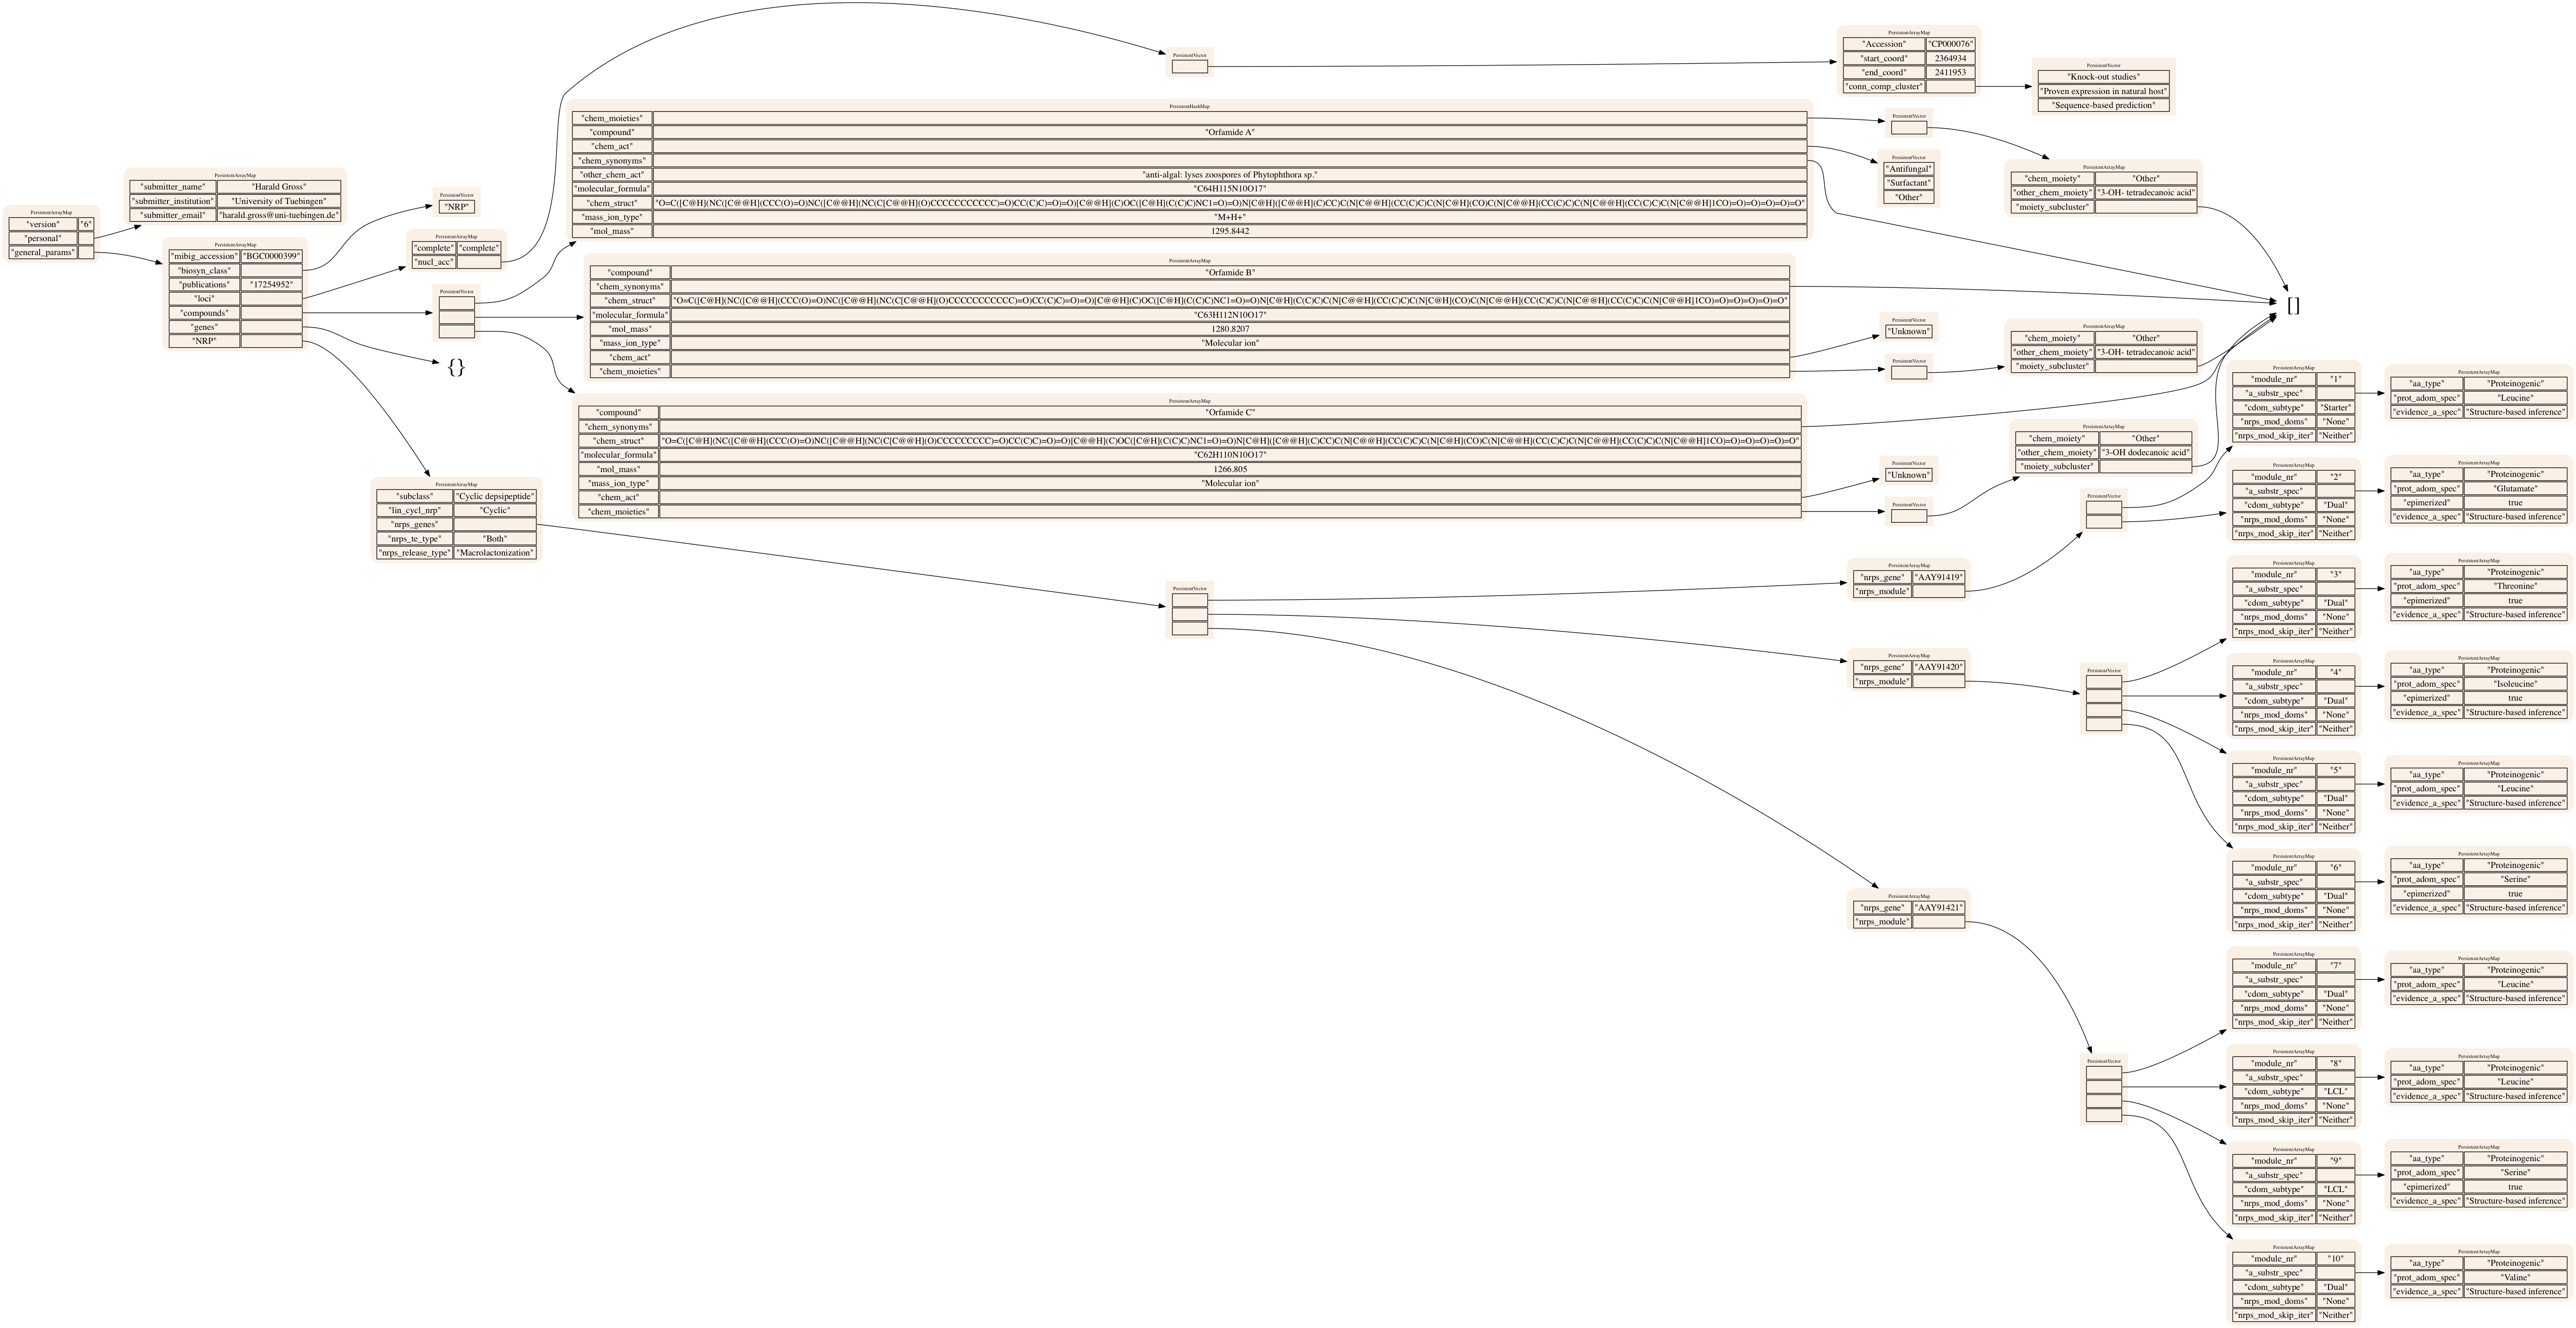 PersistentArrayMap
"version" "6"
"personal"
"general_params"
PersistentArrayMap
"submitter_name" "Harald Gross"
"submitter_institution" "University of Tuebingen"
"submitter_email" "harald.gross@uni-tuebingen.de"
PersistentArrayMap
"mibig_accession" "BGC0000399"
"biosyn_class"
"publications" "17254952"
"loci"
"compounds"
"genes"
"NRP"
PersistentVector
"NRP"
PersistentArrayMap
"complete" "complete"
"nucl_acc"
PersistentVector
{}
PersistentArrayMap
"subclass" "Cyclic depsipeptide"
"lin_cycl_nrp" "Cyclic"
"nrps_genes"
"nrps_te_type" "Both"
"nrps_release_type" "Macrolactonization"
PersistentVector
PersistentArrayMap
"Accession" "CP000076"
"start_coord" 2364934
"end_coord" 2411953
"conn_comp_cluster"
PersistentVector
"Knock-out studies"
"Proven expression in natural host"
"Sequence-based prediction"
PersistentHashMap
"chem_moieties"
"compound" "Orfamide A"
"chem_act"
"chem_synonyms"
"other_chem_act" "anti-algal: lyses zoospores of Phytophthora sp."
"molecular_formula" "C64H115N10O17"
"chem_struct" "O=C([C@H](NC([C@@H](CCC(O)=O)NC([C@@H](NC(C[C@@H](O)CCCCCCCCCCC)=O)CC(C)C)=O)=O)[C@@H](C)OC([C@H](C(C)C)NC1=O)=O)N[C@H]([C@@H](C)CC)C(N[C@@H](CC(C)C)C(N[C@H](CO)C(N[C@@H](CC(C)C)C(N[C@@H](CC(C)C)C(N[C@@H]1CO)=O)=O)=O)=O)=O"
"mass_ion_type" "M+H+"
"mol_mass" 1295.8442
PersistentVector
PersistentVector
"Antifungal"
"Surfactant"
"Other"
PersistentArrayMap
"chem_moiety" "Other"
"other_chem_moiety" "3-OH- tetradecanoic acid"
"moiety_subcluster"
[]
PersistentArrayMap
"compound" "Orfamide B"
"chem_synonyms"
"chem_struct" "O=C([C@H](NC([C@@H](CCC(O)=O)NC([C@@H](NC(C[C@@H](O)CCCCCCCCCCC)=O)CC(C)C)=O)=O)[C@@H](C)OC([C@H](C(C)C)NC1=O)=O)N[C@H](C(C)C)C(N[C@@H](CC(C)C)C(N[C@H](CO)C(N[C@@H](CC(C)C)C(N[C@@H](CC(C)C)C(N[C@@H]1CO)=O)=O)=O)=O)=O"
"molecular_formula" "C63H112N10O17"
"mol_mass" 1280.8207
"mass_ion_type" "Molecular ion"
"chem_act"
"chem_moieties"
PersistentVector
"Unknown"
PersistentVector
PersistentArrayMap
"chem_moiety" "Other"
"other_chem_moiety" "3-OH- tetradecanoic acid"
"moiety_subcluster"
PersistentArrayMap
"compound" "Orfamide C"
"chem_synonyms"
"chem_struct" "O=C([C@H](NC([C@@H](CCC(O)=O)NC([C@@H](NC(C[C@@H](O)CCCCCCCCC)=O)CC(C)C)=O)=O)[C@@H](C)OC([C@H](C(C)C)NC1=O)=O)N[C@H]([C@@H](C)CC)C(N[C@@H](CC(C)C)C(N[C@H](CO)C(N[C@@H](CC(C)C)C(N[C@@H](CC(C)C)C(N[C@@H]1CO)=O)=O)=O)=O)=O"
"molecular_formula" "C62H110N10O17"
"mol_mass" 1266.805
"mass_ion_type" "Molecular ion"
"chem_act"
"chem_moieties"
PersistentVector
"Unknown"
PersistentVector
PersistentArrayMap
"chem_moiety" "Other"
"other_chem_moiety" "3-OH dodecanoic acid"
"moiety_subcluster"
PersistentVector
PersistentArrayMap
"nrps_gene" "AAY91419"
"nrps_module"
PersistentVector
PersistentArrayMap
"module_nr" "1"
"a_substr_spec"
"cdom_subtype" "Starter"
"nrps_mod_doms" "None"
"nrps_mod_skip_iter" "Neither"
PersistentArrayMap
"aa_type" "Proteinogenic"
"prot_adom_spec" "Leucine"
"evidence_a_spec" "Structure-based inference"
PersistentArrayMap
"module_nr" "2"
"a_substr_spec"
"cdom_subtype" "Dual"
"nrps_mod_doms" "None"
"nrps_mod_skip_iter" "Neither"
PersistentArrayMap
"aa_type" "Proteinogenic"
"prot_adom_spec" "Glutamate"
"epimerized" true
"evidence_a_spec" "Structure-based inference"
PersistentArrayMap
"nrps_gene" "AAY91420"
"nrps_module"
PersistentVector
PersistentArrayMap
"module_nr" "3"
"a_substr_spec"
"cdom_subtype" "Dual"
"nrps_mod_doms" "None"
"nrps_mod_skip_iter" "Neither"
PersistentArrayMap
"aa_type" "Proteinogenic"
"prot_adom_spec" "Threonine"
"epimerized" true
"evidence_a_spec" "Structure-based inference"
PersistentArrayMap
"module_nr" "4"
"a_substr_spec"
"cdom_subtype" "Dual"
"nrps_mod_doms" "None"
"nrps_mod_skip_iter" "Neither"
PersistentArrayMap
"aa_type" "Proteinogenic"
"prot_adom_spec" "Isoleucine"
"epimerized" true
"evidence_a_spec" "Structure-based inference"
PersistentArrayMap
"module_nr" "5"
"a_substr_spec"
"cdom_subtype" "Dual"
"nrps_mod_doms" "None"
"nrps_mod_skip_iter" "Neither"
PersistentArrayMap
"aa_type" "Proteinogenic"
"prot_adom_spec" "Leucine"
"evidence_a_spec" "Structure-based inference"
PersistentArrayMap
"module_nr" "6"
"a_substr_spec"
"cdom_subtype" "Dual"
"nrps_mod_doms" "None"
"nrps_mod_skip_iter" "Neither"
PersistentArrayMap
"aa_type" "Proteinogenic"
"prot_adom_spec" "Serine"
"epimerized" true
"evidence_a_spec" "Structure-based inference"
PersistentArrayMap
"nrps_gene" "AAY91421"
"nrps_module"
PersistentVector
PersistentArrayMap
"module_nr" "7"
"a_substr_spec"
"cdom_subtype" "Dual"
"nrps_mod_doms" "None"
"nrps_mod_skip_iter" "Neither"
PersistentArrayMap
"aa_type" "Proteinogenic"
"prot_adom_spec" "Leucine"
"evidence_a_spec" "Structure-based inference"
PersistentArrayMap
"module_nr" "8"
"a_substr_spec"
"cdom_subtype" "LCL"
"nrps_mod_doms" "None"
"nrps_mod_skip_iter" "Neither"
PersistentArrayMap
"aa_type" "Proteinogenic"
"prot_adom_spec" "Leucine"
"evidence_a_spec" "Structure-based inference"
PersistentArrayMap
"module_nr" "9"
"a_substr_spec"
"cdom_subtype" "LCL"
"nrps_mod_doms" "None"
"nrps_mod_skip_iter" "Neither"
PersistentArrayMap
"aa_type" "Proteinogenic"
"prot_adom_spec" "Serine"
"epimerized" true
"evidence_a_spec" "Structure-based inference"
PersistentArrayMap
"module_nr" "10"
"a_substr_spec"
"cdom_subtype" "Dual"
"nrps_mod_doms" "None"
"nrps_mod_skip_iter" "Neither"
PersistentArrayMap
"aa_type" "Proteinogenic"
"prot_adom_spec" "Valine"
"evidence_a_spec" "Structure-based inference"